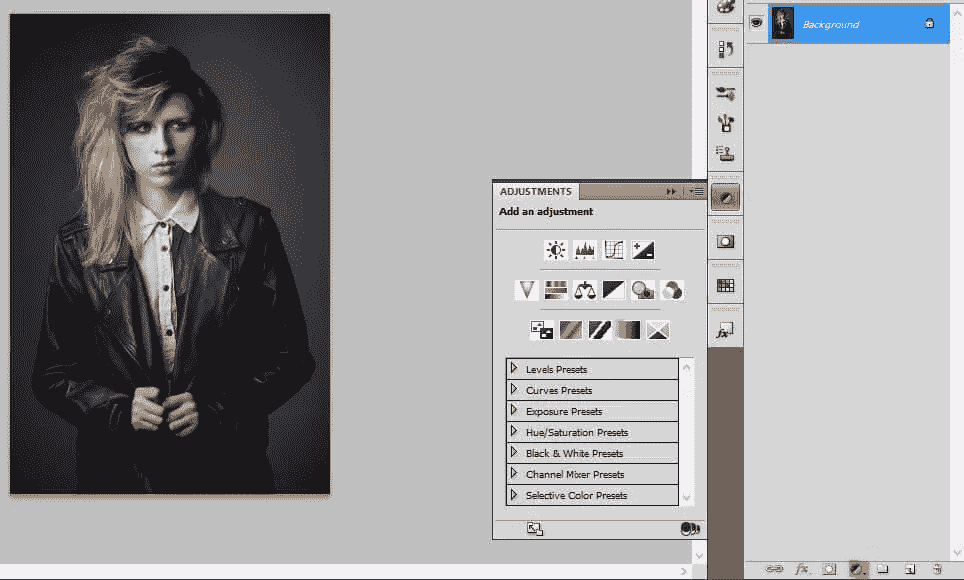 Background
ADJUSTMENTS
Add an adjustment
Levels Presets
Curves Presets
Exposure Presets
Hue/Saturation Presets
Black & White Presets
Channel Mixer Presets
Selective Color Presets